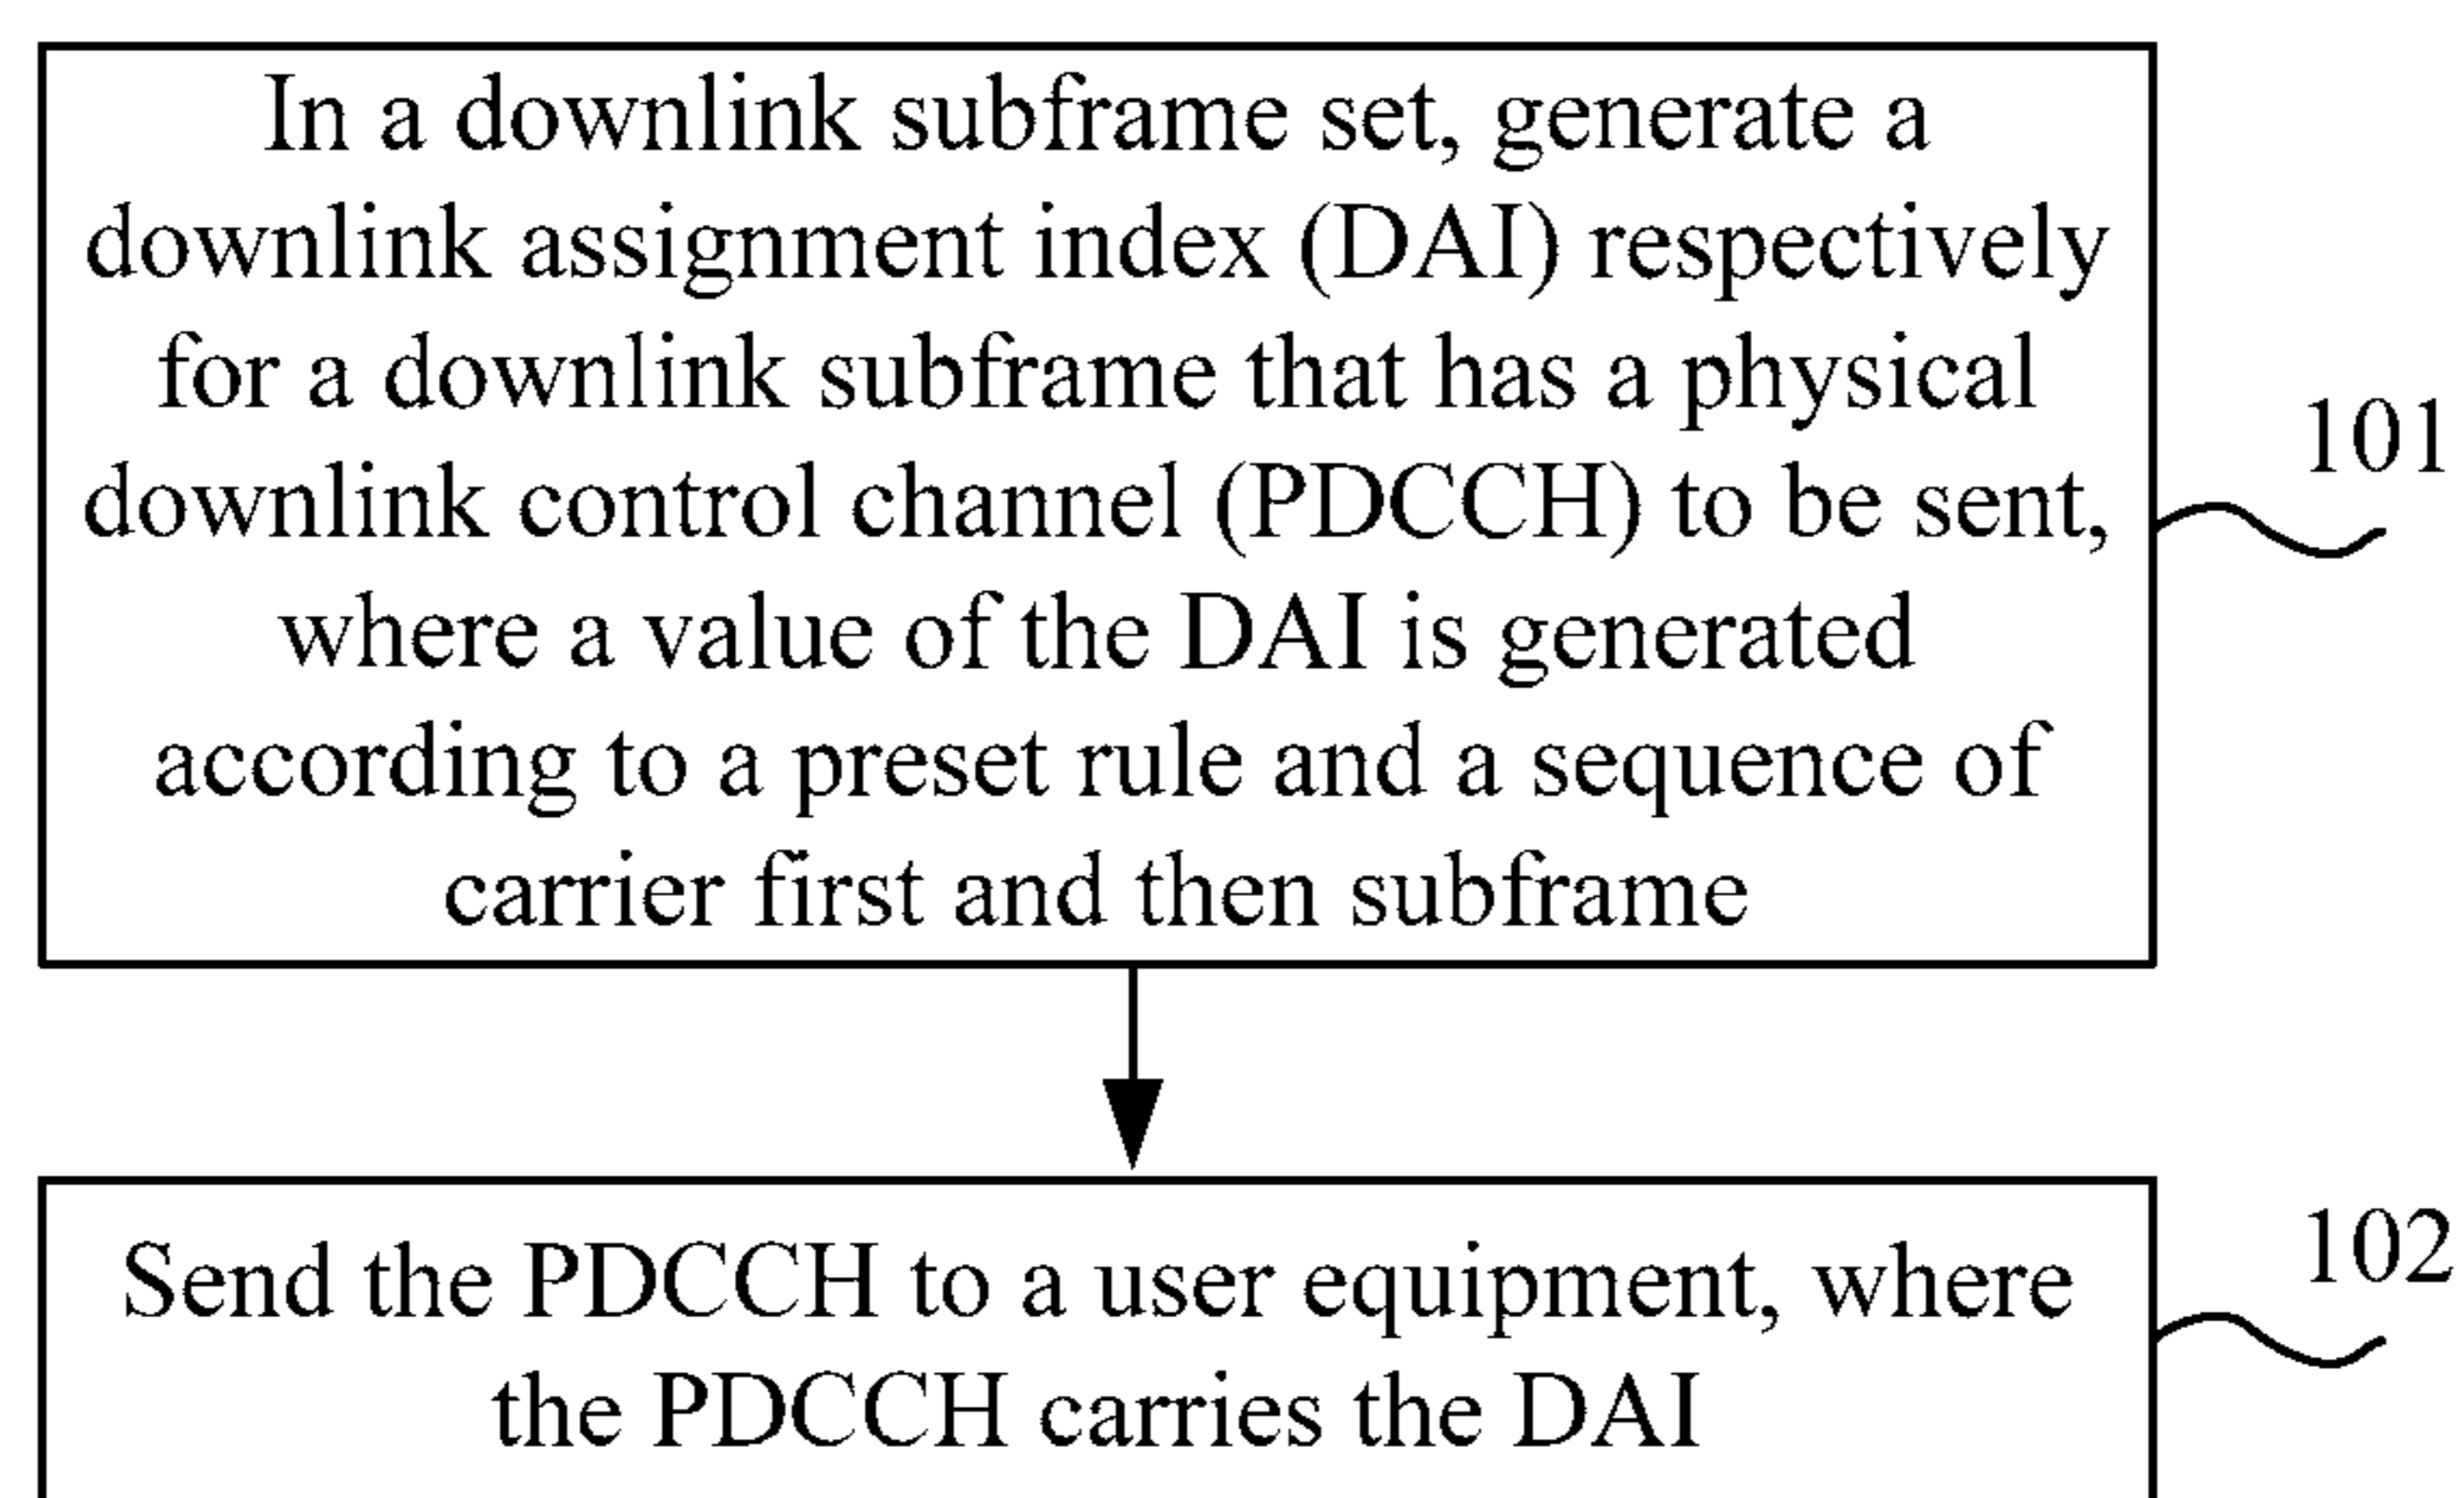 In a downlink subframe set, generate a
downlink assignment index (DAI) respectively
for a downlink subframe that has a physical
downlink control channel (PDCCH) to be sent,
where a value of the DAI is generated
according to a preset rule and a sequence of
carrier first and then subframe
101
Send the PDCCH to a user equipment, where
the PDCCH carries the DAI
102